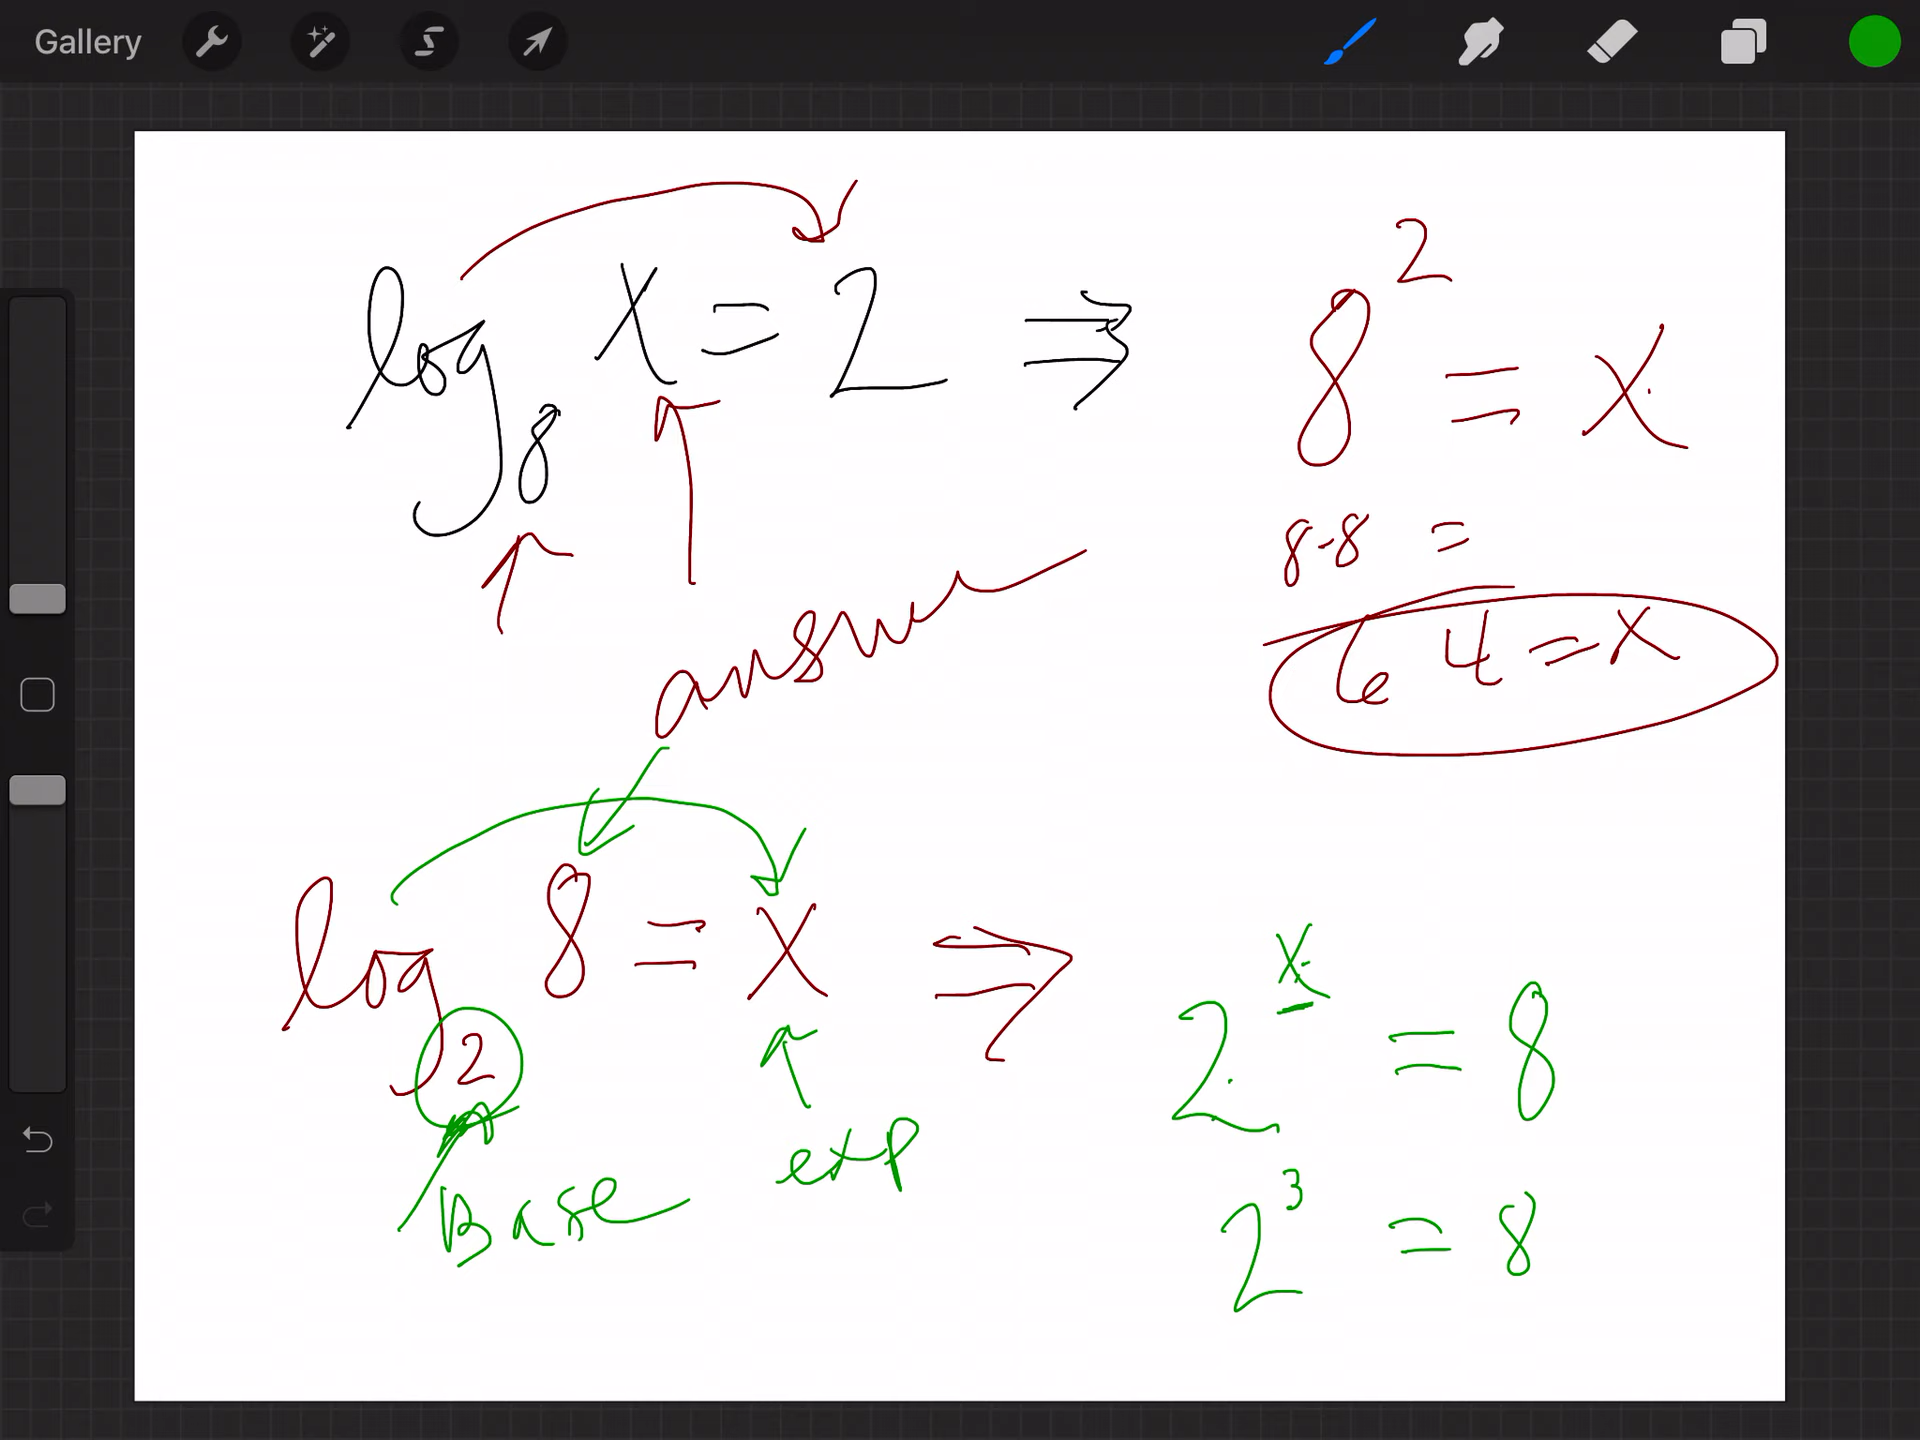 Gallery
log₈ x = 2 ⇒ 8² = x
8·8 =
64 = x
answer
log₂ 8 = x ⇒ 2ˣ = 8
Base exp
2³ = 8